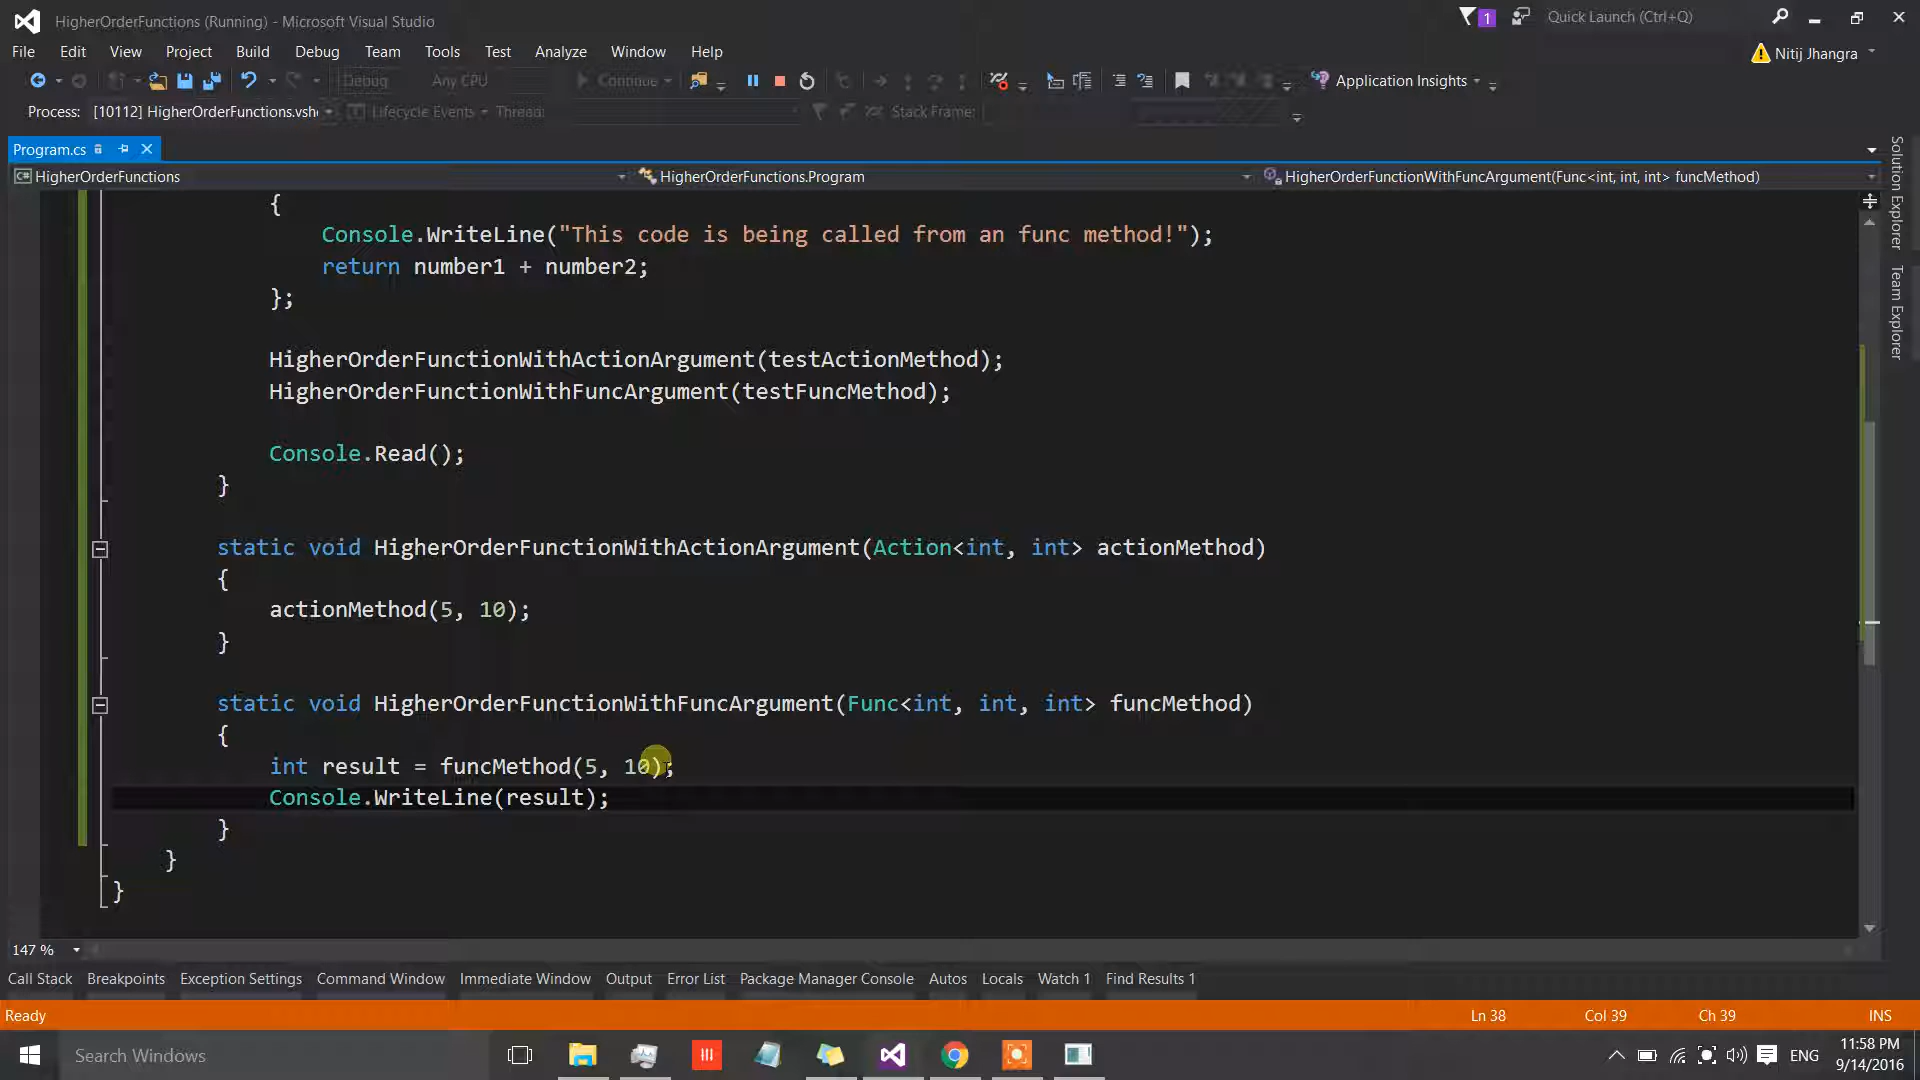 HigherOrderFunctions (Running) - Microsoft Visual Studio
1
Quick Launch (Ctrl+Q)
File Edit View Project Build Debug Team Tools Test Analyze Window Help
Nitij Jhangra
Debug Any CPU Continue Application Insights
Process: [10112] HigherOrderFunctions.vsh Lifecycle Events Thread: Stack Frame:
Program.cs
HigherOrderFunctions HigherOrderFunctions.Program HigherOrderFunctionWithFuncArgument(Func<int, int, int> funcMethod)
Solution Explorer
Team Explorer
{
Console.WriteLine("This code is being called from an func method!");
return number1 + number2;
};
HigherOrderFunctionWithActionArgument(testActionMethod);
HigherOrderFunctionWithFuncArgument(testFuncMethod);
Console.Read();
}
static void HigherOrderFunctionWithActionArgument(Action<int, int> actionMethod)
{
actionMethod(5, 10);
}
static void HigherOrderFunctionWithFuncArgument(Func<int, int, int> funcMethod)
{
int result = funcMethod(5, 10);
Console.WriteLine(result);
}
}
}
147 %
Call Stack Breakpoints Exception Settings Command Window Immediate Window Output Error List Package Manager Console Autos Locals Watch 1 Find Results 1
Ready Ln 38 Col 39 Ch 39 INS
Search Windows
ENG
11:58 PM
9/14/2016